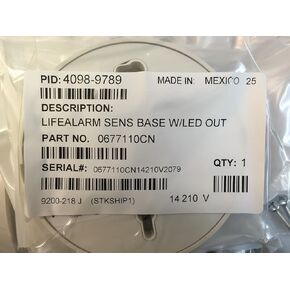 PID: 4098-9789 MADE IN: MEXICO 25
DESCRIPTION:
LIFEALARM SENS BASE W/LED OUT
PART NO. 0677110CN
SERIAL#: 0677110CN14210V2079 QTY: 1
9200-218 J (STKSHIP1) 14 210 V